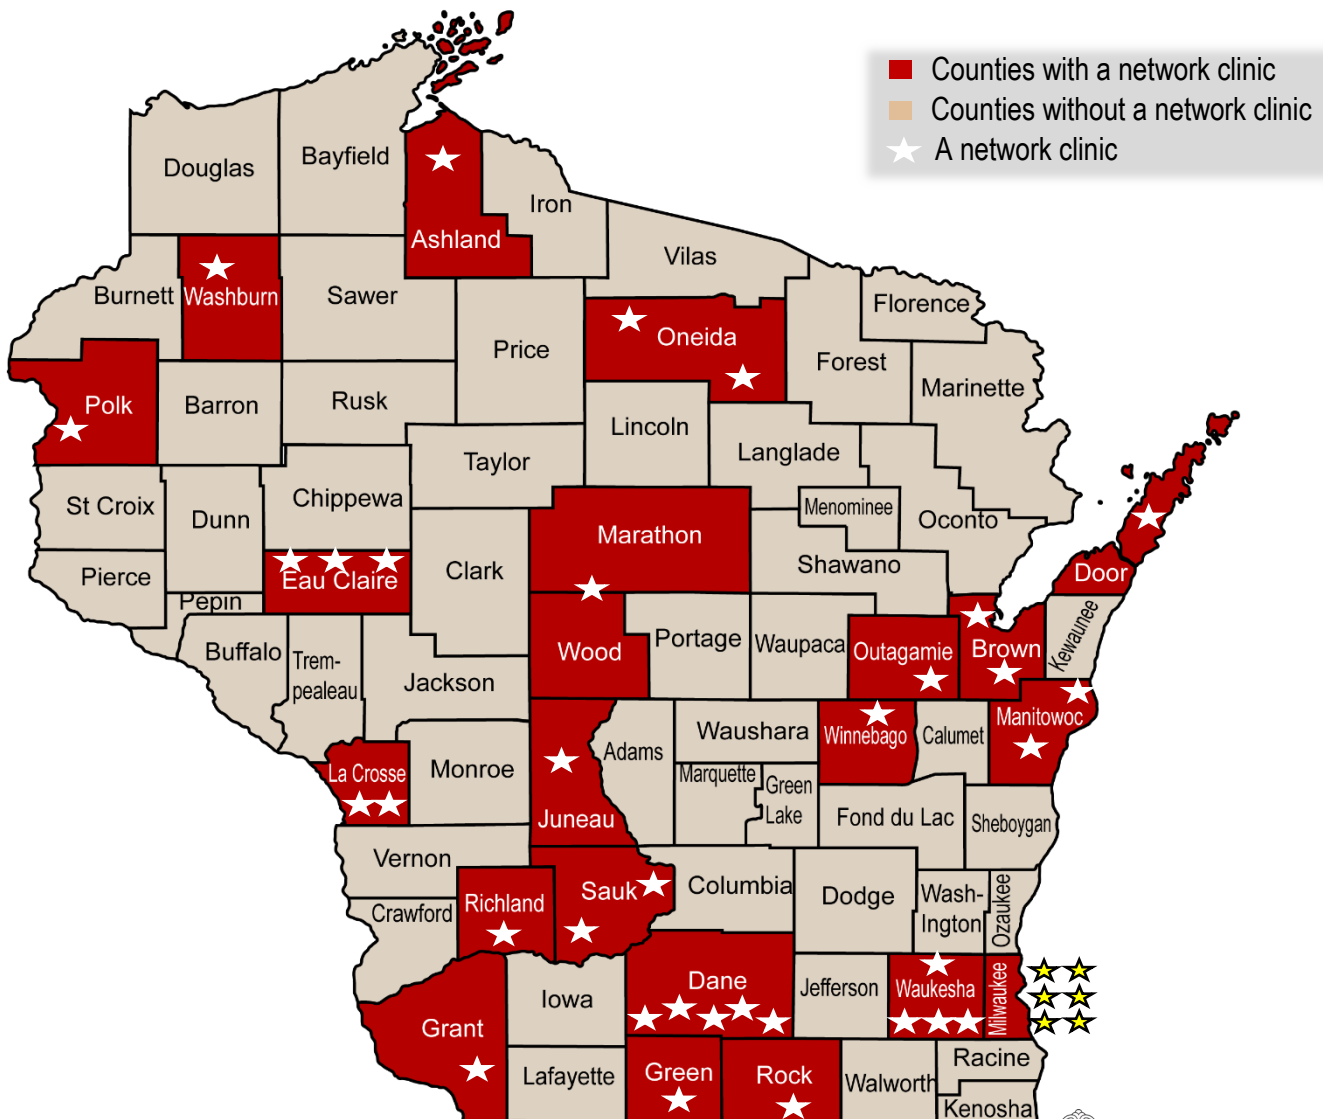 Counties with a network clinic
Counties without a network clinic
A network clinic
Douglas
Bayfield
Iron
Ashland
Vilas
Burnett
Washburn
Sawer
Florence
Oneida
Price
Forest
Marinette
Polk
Barron
Rusk
Lincoln
Langlade
Taylor
St Croix
Dunn
Chippewa
Menominee
Oconto
Marathon
Shawano
Pierce
Eau Claire
Clark
Door
Pepin
Kewaunee
Buffalo
Trem-
pealeau
Wood
Portage
Waupaca
Outagamie
Brown
Jackson
Manitowoc
Adams
Waushara
Winnebago
Calumet
La Crosse
Monroe
Marquette
Green
Lake
Juneau
Fond du Lac
Sheboygan
Vernon
Sauk
Columbia
Dodge
Wash-
Ington
Ozaukee
Richland
Crawford
Dane
Jefferson
Waukesha
Milwaukee
Iowa
Grant
Lafayette
Green
Rock
Walworth
Racine
Kenosha